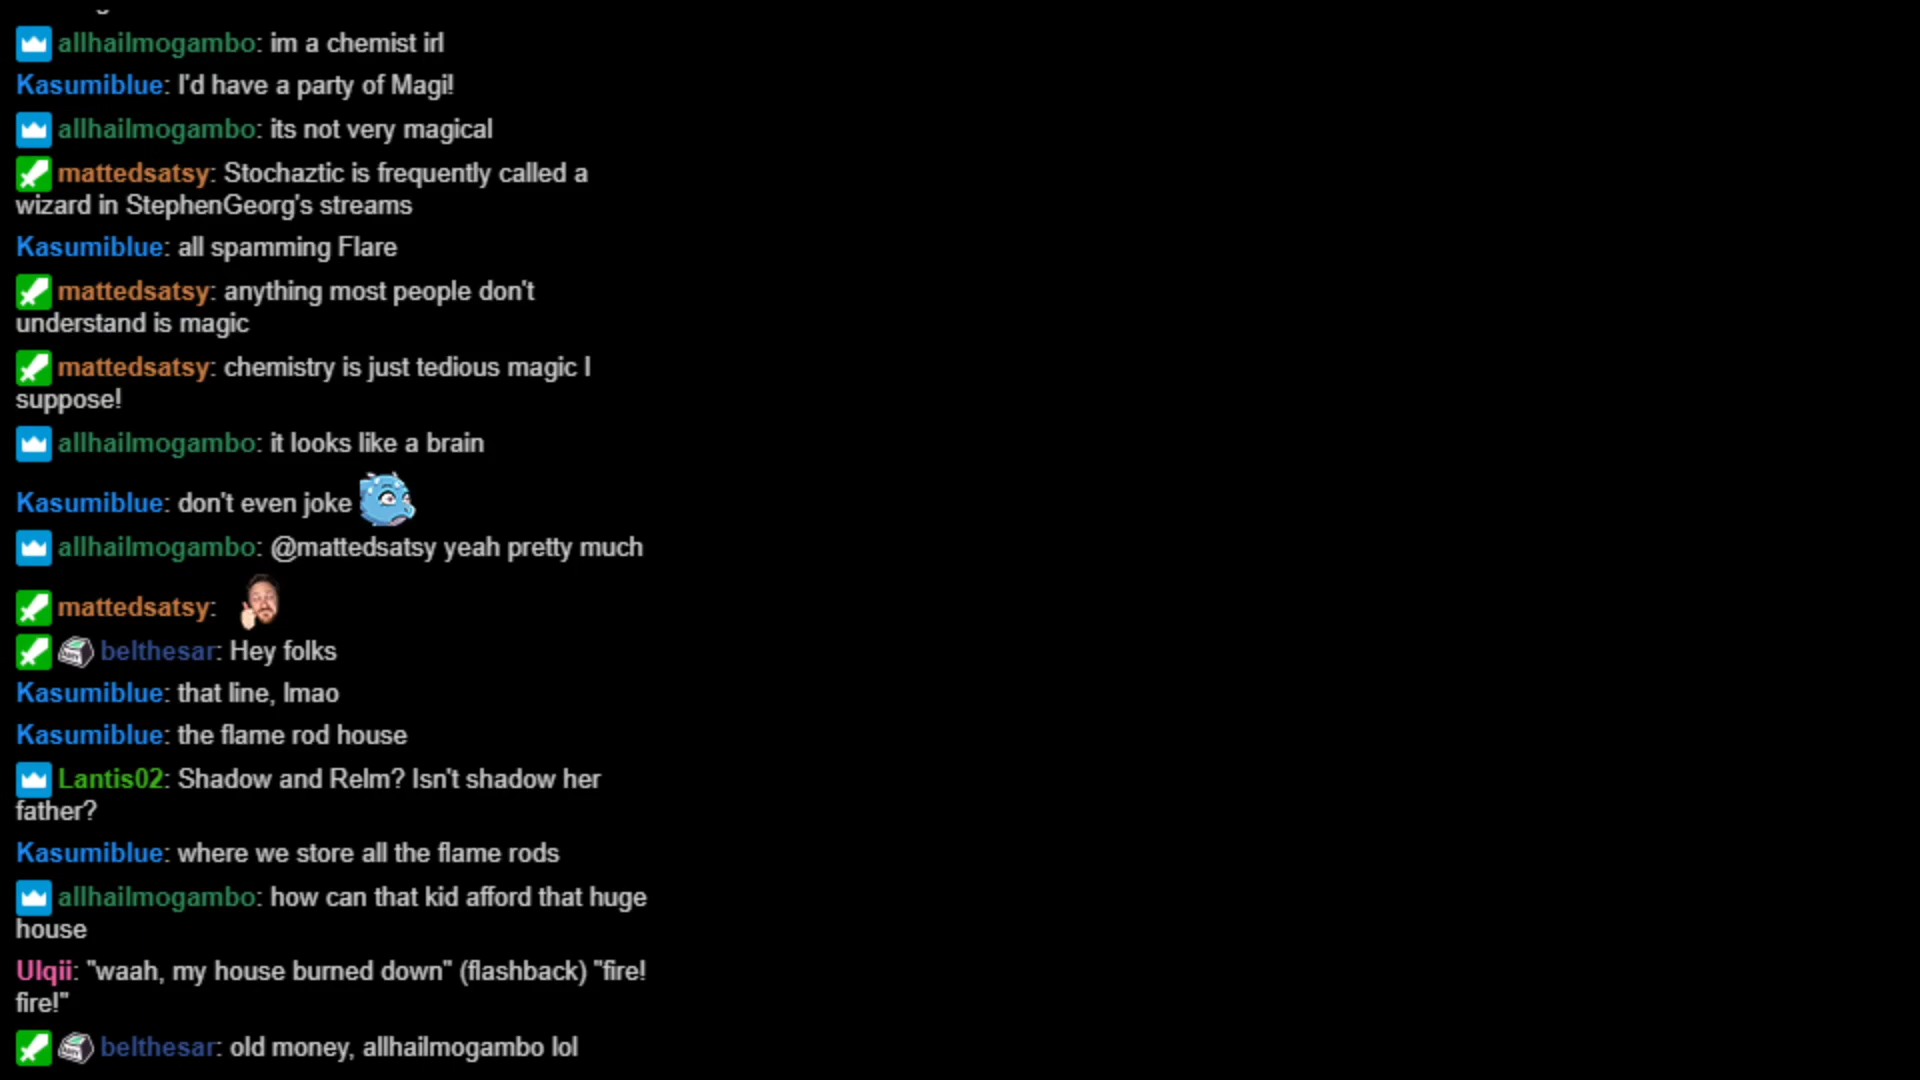 allhailmogambo: im a chemist irl
Kasumiblue: I'd have a party of Magi!
allhailmogambo: its not very magical
mattedsatsy: Stochaztic is frequently called a
wizard in StephenGeorg's streams
Kasumiblue: all spamming Flare
mattedsatsy: anything most people don't
understand is magic
mattedsatsy: chemistry is just tedious magic I
suppose!
allhailmogambo: it looks like a brain
Kasumiblue: don't even joke
allhailmogambo: @mattedsatsy yeah pretty much
mattedsatsy:
belthesar: Hey folks
Kasumiblue: that line, lmao
Kasumiblue: the flame rod house
Lantis02: Shadow and Relm? Isn't shadow her
father?
Kasumiblue: where we store all the flame rods
allhailmogambo: how can that kid afford that huge
house
Ulqii: "waah, my house burned down" (flashback) "fire!
fire!"
belthesar: old money, allhailmogambo lol